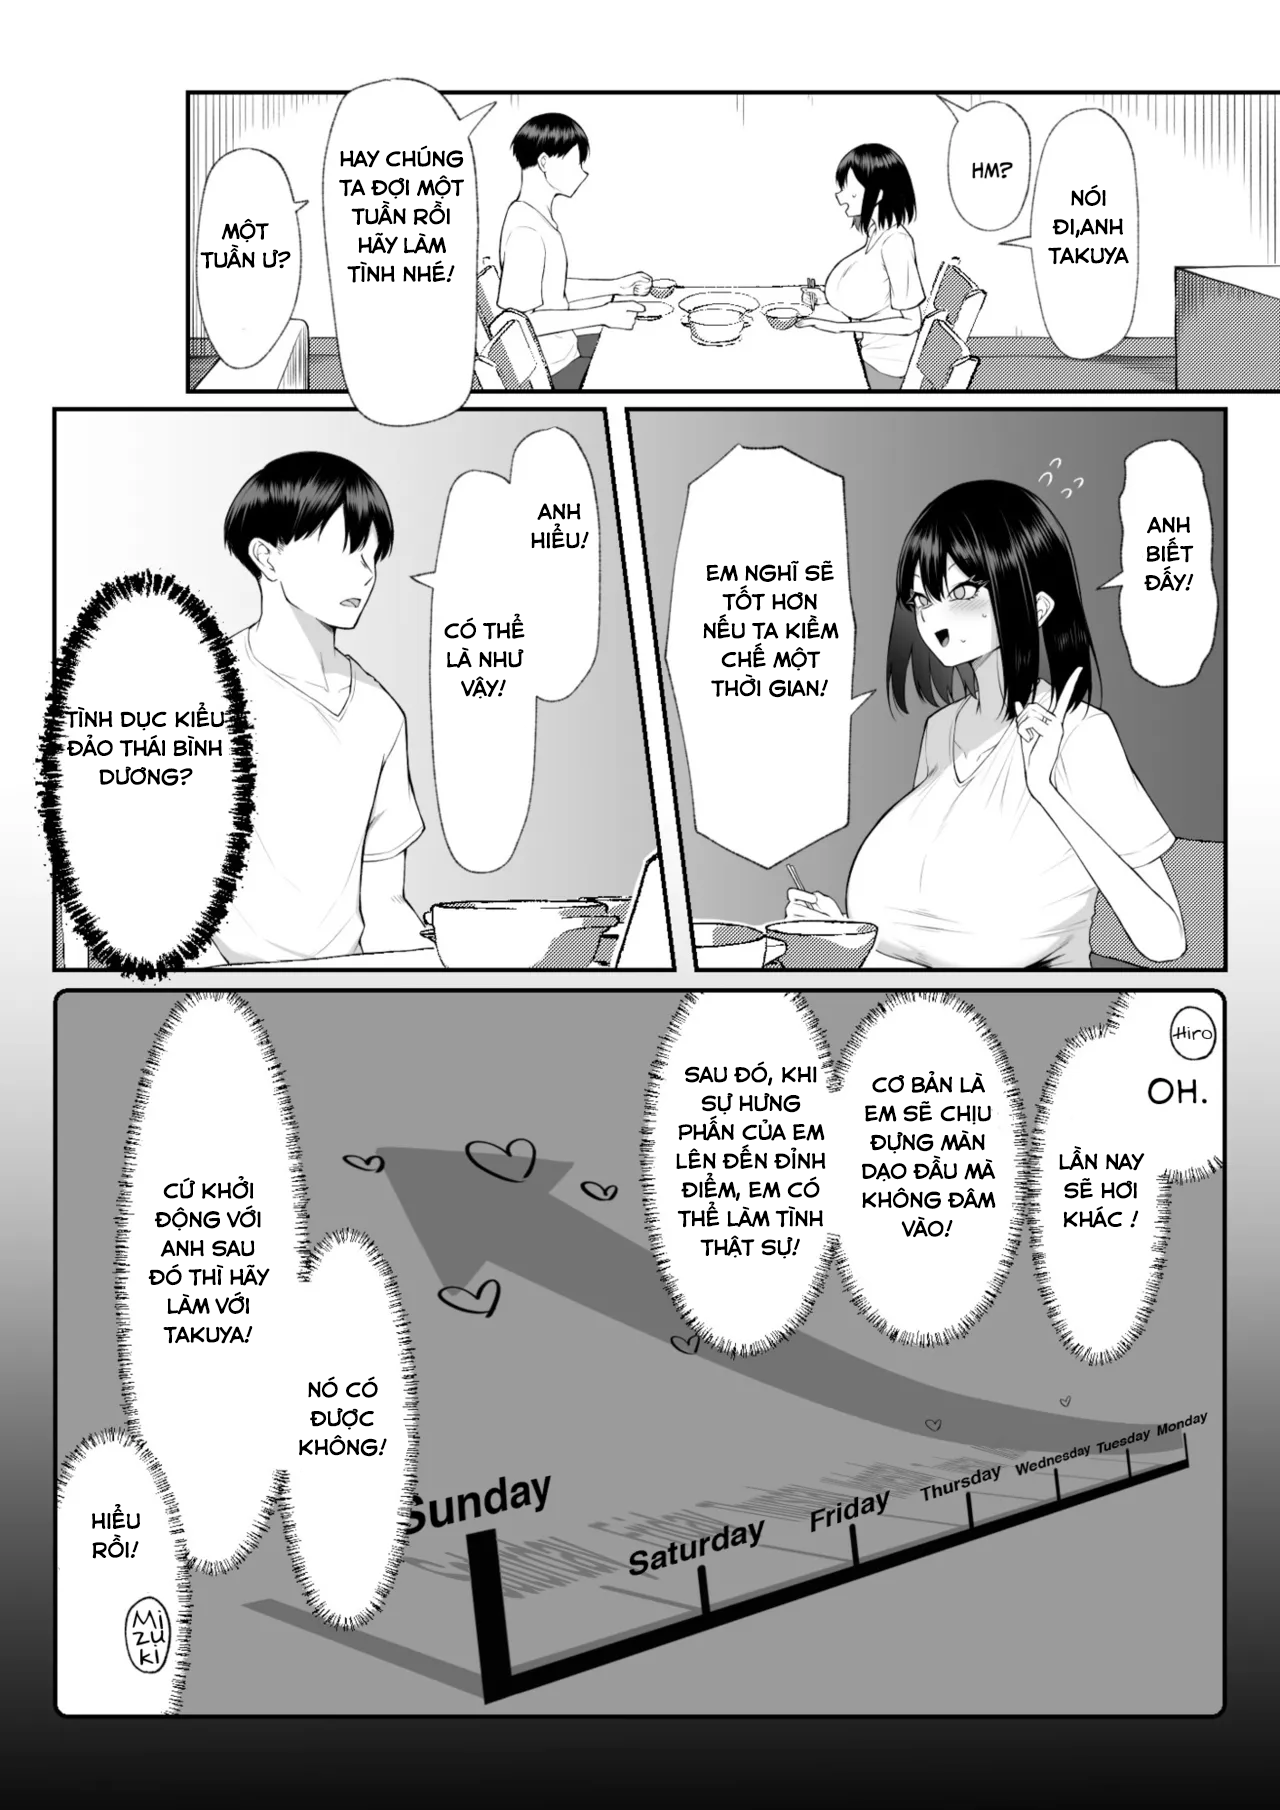 HM?
NÓI
ĐI,ANH
TAKUYA
HAY CHÚNG
TA ĐỢI MỘT
TUẦN RỒI
HÃY LÀM
TÌNH NHÉ!
MỘT
TUẦN Ư?
ANH
BIẾT
ĐẤY!
EM NGHĨ SẼ
TỐT HƠN
NẾU TA KIỀM
CHẾ MỘT
THỜI GIAN!
ANH
HIỂU!
CÓ THỂ
LÀ NHƯ
VẬY!
TÌNH DỤC KIỂU
ĐẢO THÁI BÌNH
DƯƠNG?
Hiro
OH.
LẦN NAY
SẼ HƠI
KHÁC !
CƠ BẢN LÀ
EM SẼ CHỊU
ĐỰNG MÀN
DẠO ĐẦU MÀ
KHÔNG ĐÂM
VÀO!
SAU ĐÓ, KHI
SỰ HƯNG
PHẤN CỦA EM
LÊN ĐẾN ĐỈNH
ĐIỂM, EM CÓ
THỂ LÀM TÌNH
THẬT SỰ!
NÓ CÓ
ĐƯỢC
KHÔNG!
CỨ KHỞI
ĐỘNG VỚI
ANH SAU
ĐÓ THÌ HÃY
LÀM VỚI
TAKUYA!
HIỂU
RỒI!
Mi
zu
ki
Monday
Tuesday
Wednesday
Thursday
Friday
Saturday
Sunday